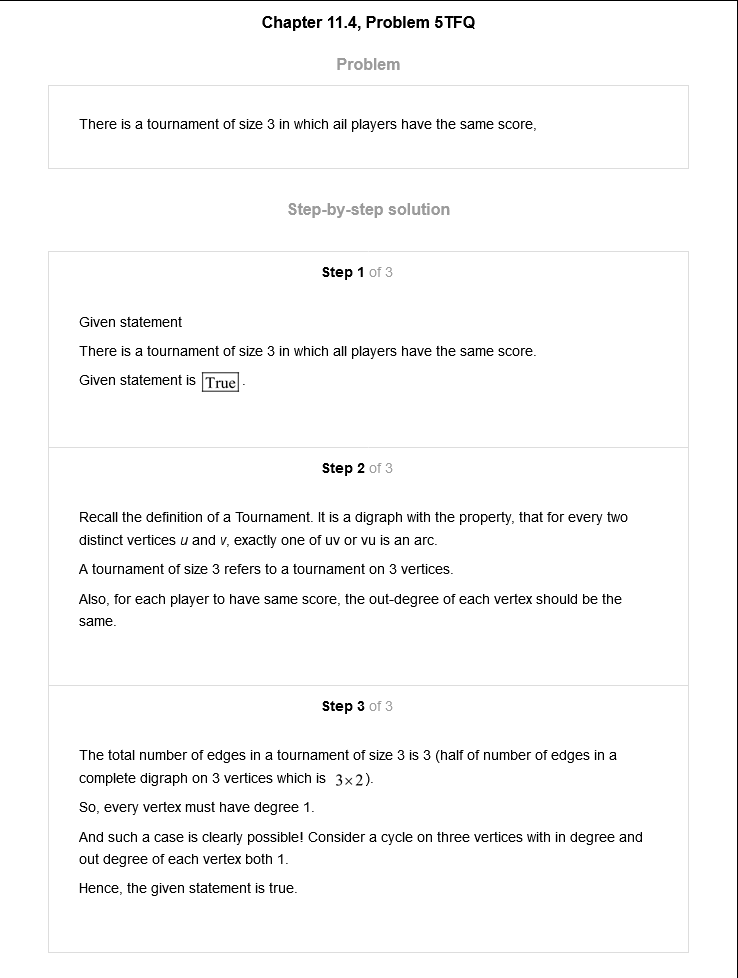 Chapter 11.4, Problem 5TFQ
Problem
There is a tournament of size 3 in which ail players have the same score,
Step-by-step solution
Step 1 of 3
Given statement
There is a tournament of size 3 in which all players have the same score.
Given statement is True .
Step 2 of 3
Recall the definition of a Tournament. It is a digraph with the property, that for every two
distinct vertices u and v, exactly one of uv or vu is an arc.
A tournament of size 3 refers to a tournament on 3 vertices.
Also, for each player to have same score, the out-degree of each vertex should be the
same.
Step 3 of 3
The total number of edges in a tournament of size 3 is 3 (half of number of edges in a
complete digraph on 3 vertices which is 3×2).
So, every vertex must have degree 1.
And such a case is clearly possible! Consider a cycle on three vertices with in degree and
out degree of each vertex both 1.
Hence, the given statement is true.